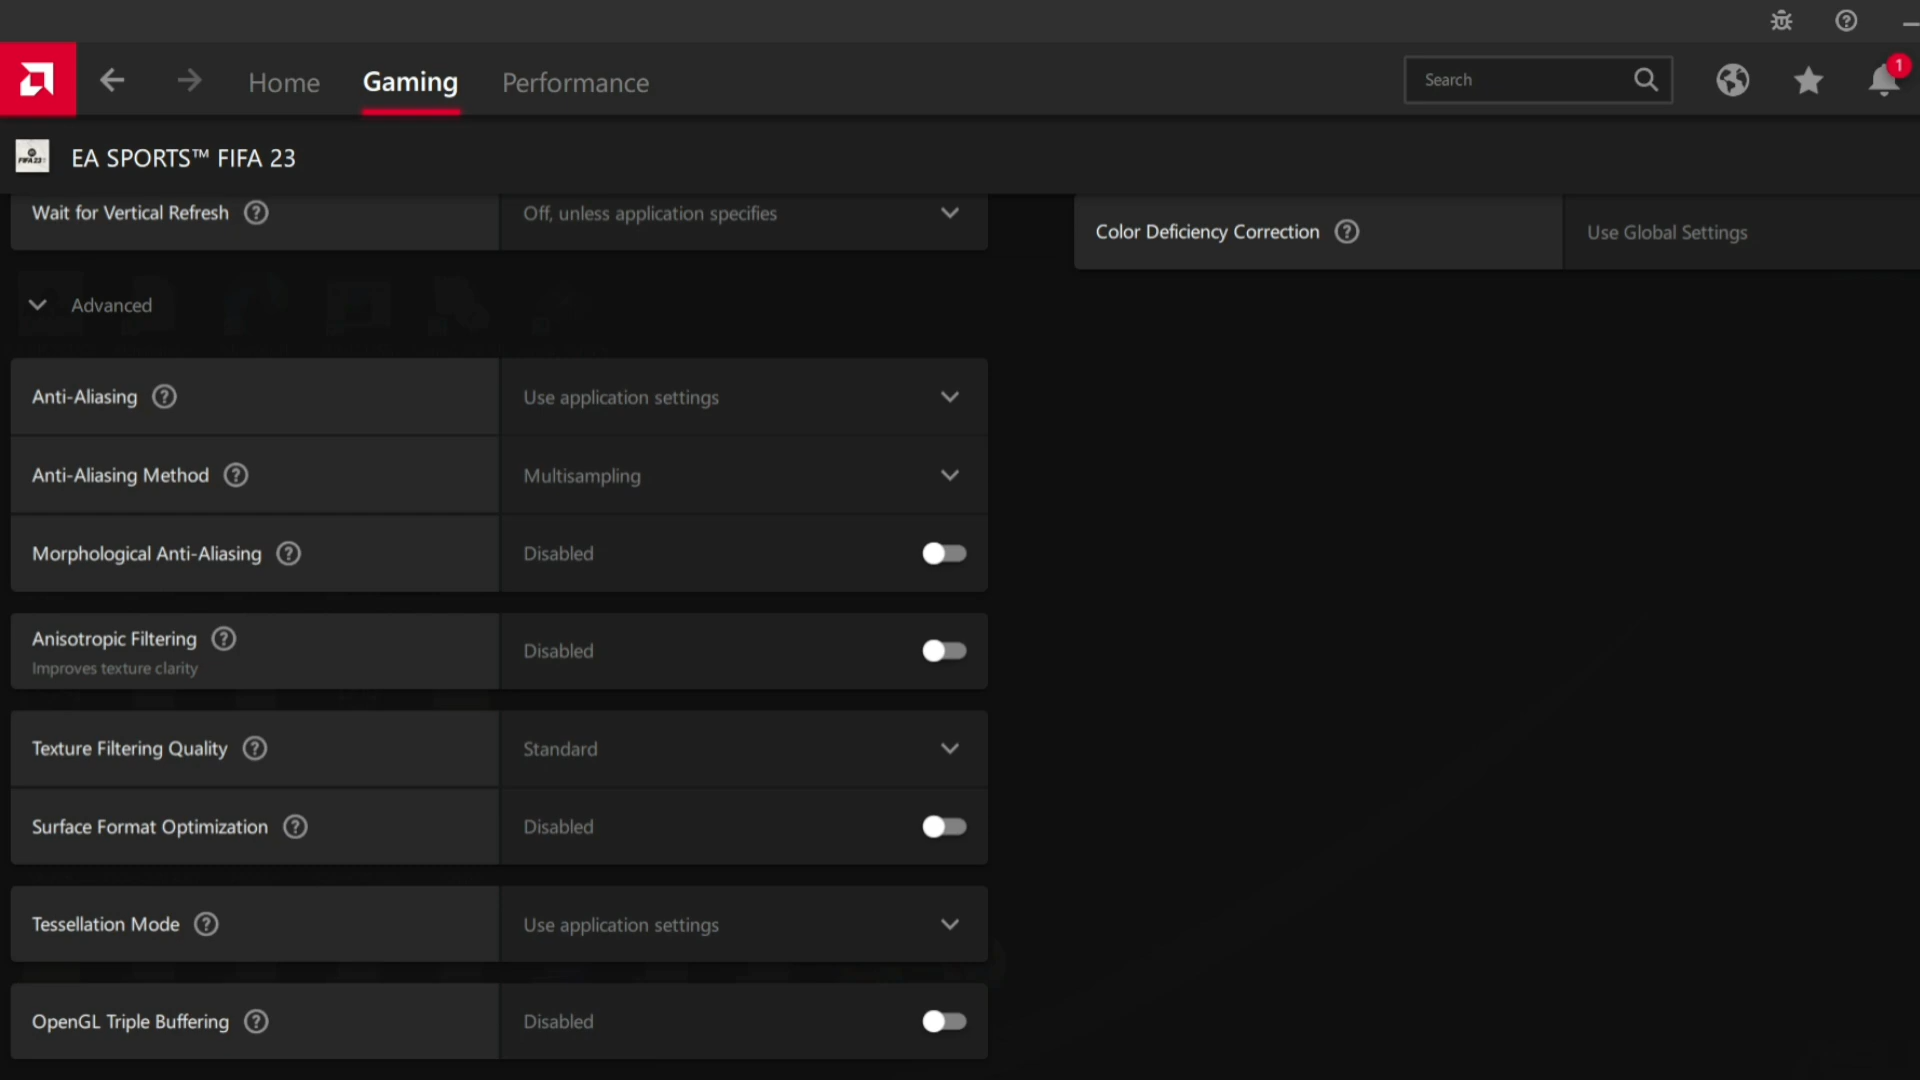 Home Gaming Performance
Search
1
EA SPORTS™ FIFA 23
Wait for Vertical Refresh
Off, unless application specifies
Color Deficiency Correction
Use Global Settings
Advanced
Anti-Aliasing
Use application settings
Anti-Aliasing Method
Multisampling
Morphological Anti-Aliasing
Disabled
Anisotropic Filtering
Improves texture clarity
Disabled
Texture Filtering Quality
Standard
Surface Format Optimization
Disabled
Tessellation Mode
Use application settings
OpenGL Triple Buffering
Disabled